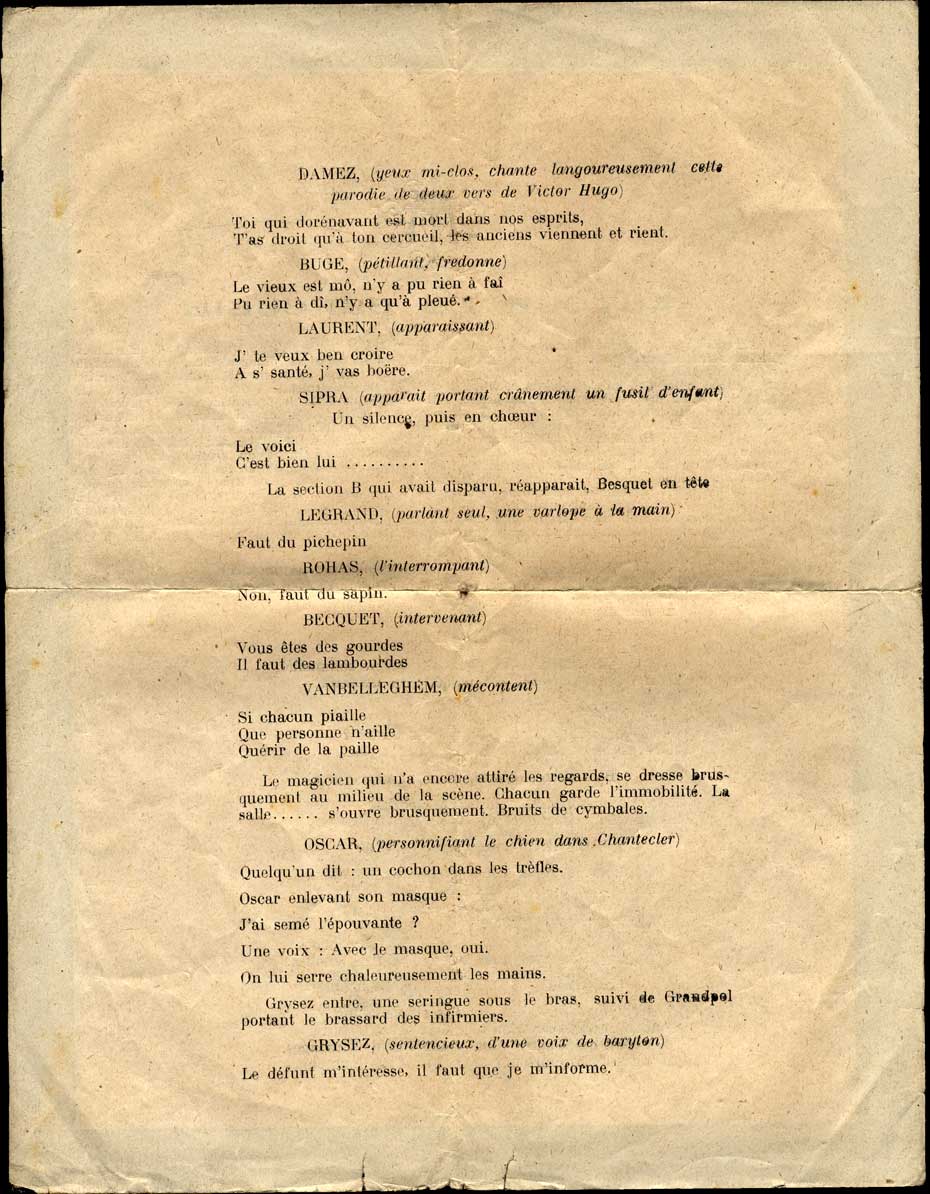 DAMEZ, (yeux mi-clos, chante langoureusement cette
parodie de deux vers de Victor Hugo)
Toi qui dorénavant est mort dans nos esprits,
T'as droit qu'à ton cercueil, les anciens viennent et rient.
BUGE, (pétillant, fredonne)
Le vieux est mô, n'y a pu rien à faî
Pu rien à dî, n'y a qu'à pleué.
LAURENT, (apparaissant)
J' te veux ben croire
A s' santé, j' vas boëre.
SIPRA (apparait portant crânement un fusil d'enfant)
Un silence, puis en chœur :
Le voici
C'est bien lui ..........
La section B qui avait disparu, réapparait, Besquet en tête
LEGRAND, (parlant seul, une varlope à la main)
Faut du pichepin
ROHAS, (l'interrompant)
Non, faut du sapin.
BECQUET, (intervenant)
Vous êtes des gourdes
Il faut des lambourdes
VANBELLEGHEM, (mécontent)
Si chacun piaille
Que personne n'aille
Quérir de la paille
Le magicien qui n'a encore attiré les regards, se dresse brus-
quement au milieu de la scène. Chacun garde l'immobilité. La
salle...... s'ouvre brusquement. Bruits de cymbales.
OSCAR, (personnifiant le chien dans Chantecler)
Quelqu'un dit : un cochon dans les trèfles.
Oscar enlevant son masque :
J'ai semé l'épouvante ?
Une voix : Avec le masque, oui.
On lui serre chaleureusement les mains.
Grysez entre, une seringue sous le bras, suivi de Grandpol
portant le brassard des infirmiers.
GRYSEZ, (sentencieux, d'une voix de baryton)
Le défunt m'intéresse, il faut que je m'informe.